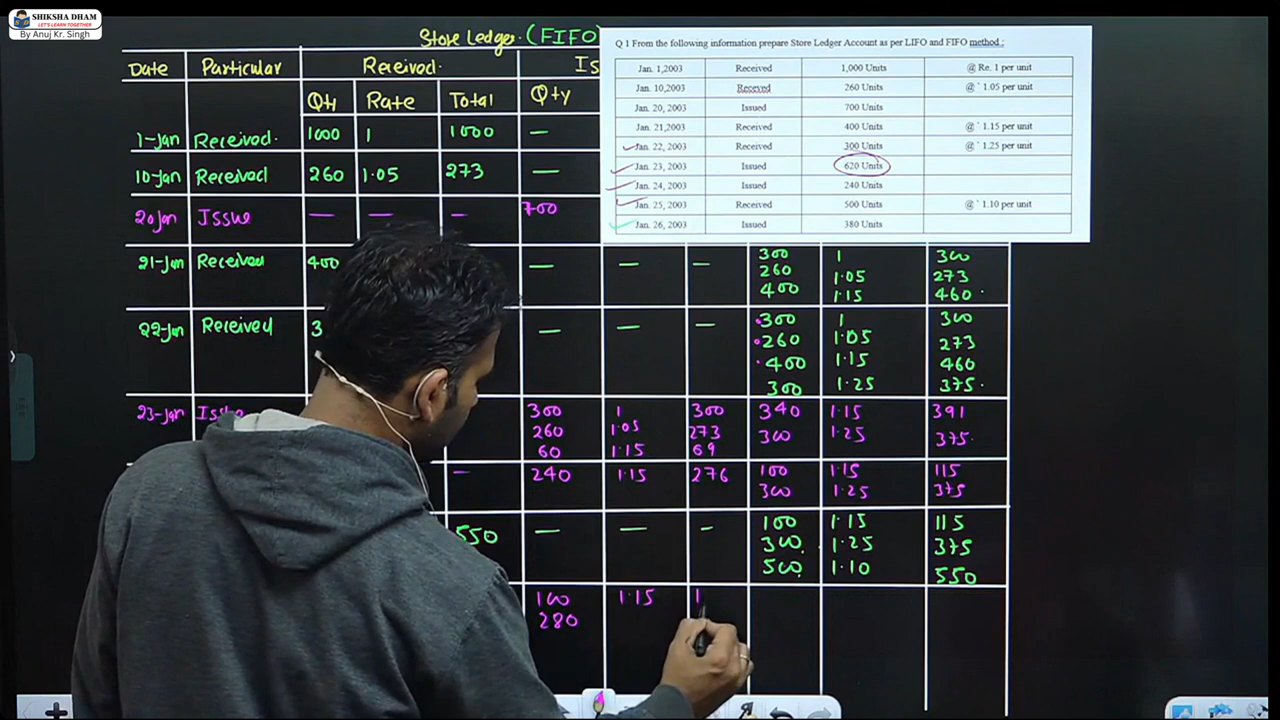 SHIKSHA DHAM
LET'S LEARN TOGETHER
By Anuj Kr. Singh
Store Ledger. (FIFO)
Q 1 From the following information prepare Store Ledger Account as per LIFO and FIFO method :
Jan. 1,2003 Received 1,000 Units @ Re. 1 per unit
Jan. 10,2003 Receved 260 Units @ ` 1.05 per unit
Jan. 20, 2003 Issued 700 Units
Jan. 21,2003 Received 400 Units @ ` 1.15 per unit
Jan. 22, 2003 Received 300 Units @ ` 1.25 per unit
Jan. 23, 2003 Issued 620 Units
Jan. 24, 2003 Issued 240 Units
Jan. 25, 2003 Received 500 Units @ ` 1.10 per unit
Jan. 26, 2003 Issued 380 Units
Date Particular Received. Is
Qty Rate Total Qty
1-Jan Received. 1000 1 1000 —
10-Jan Received 260 1.05 273 —
20Jan Issue — — — 700
21-Jan Received 400 — — — 300 1 300
260 1.05 273
400 1.15 460.
22-Jan Received 3 — — — 300 1 300
260 1.05 273
400 1.15 460
300 1.25 375.
23-Jan Issue 300 1 300 340 1.15 391
260 1.05 273 300 1.25 375.
60 1.15 69
— 240 1.15 276 100 1.15 115
300 1.25 375
550 — — — 100 1.15 115
300. 1.25 375
500. 1.10 550
100 1.15 1
280